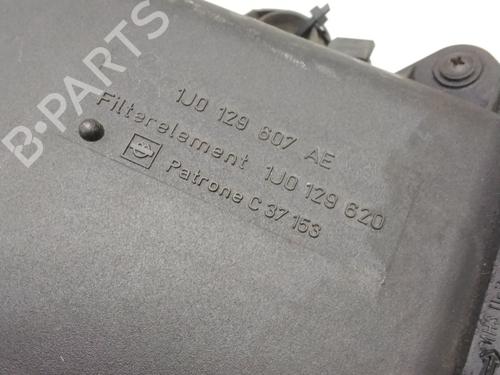 B-PARTS
1J0 129 607 AE
Filterelement 1J0 129 620
Patrone C 37 153